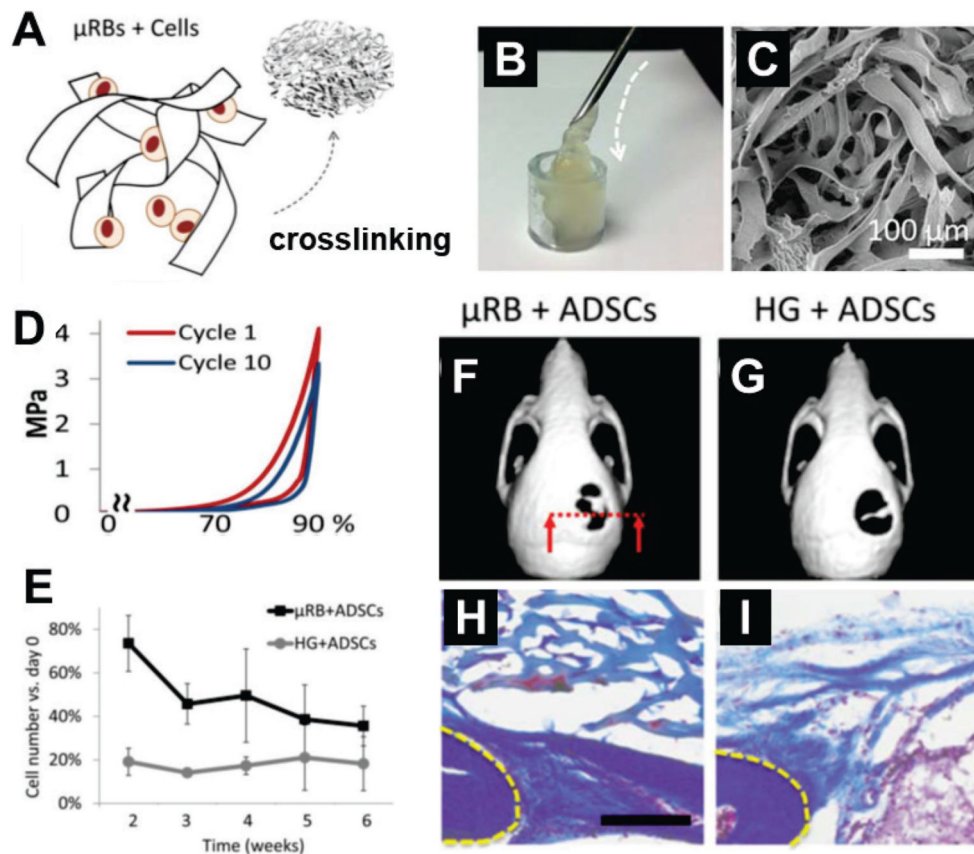 A
μRBs + Cells
crosslinking
B
C
100 μm
D
4
3
2
1
0
MPa
Cycle 1
Cycle 10
0
70
90 %
E
μRB+ADSCs
HG+ADSCs
80%
60%
40%
20%
0%
Cell number vs. day 0
2
3
4
5
6
Time (weeks)
μRB + ADSCs
HG + ADSCs
F
G
H
I